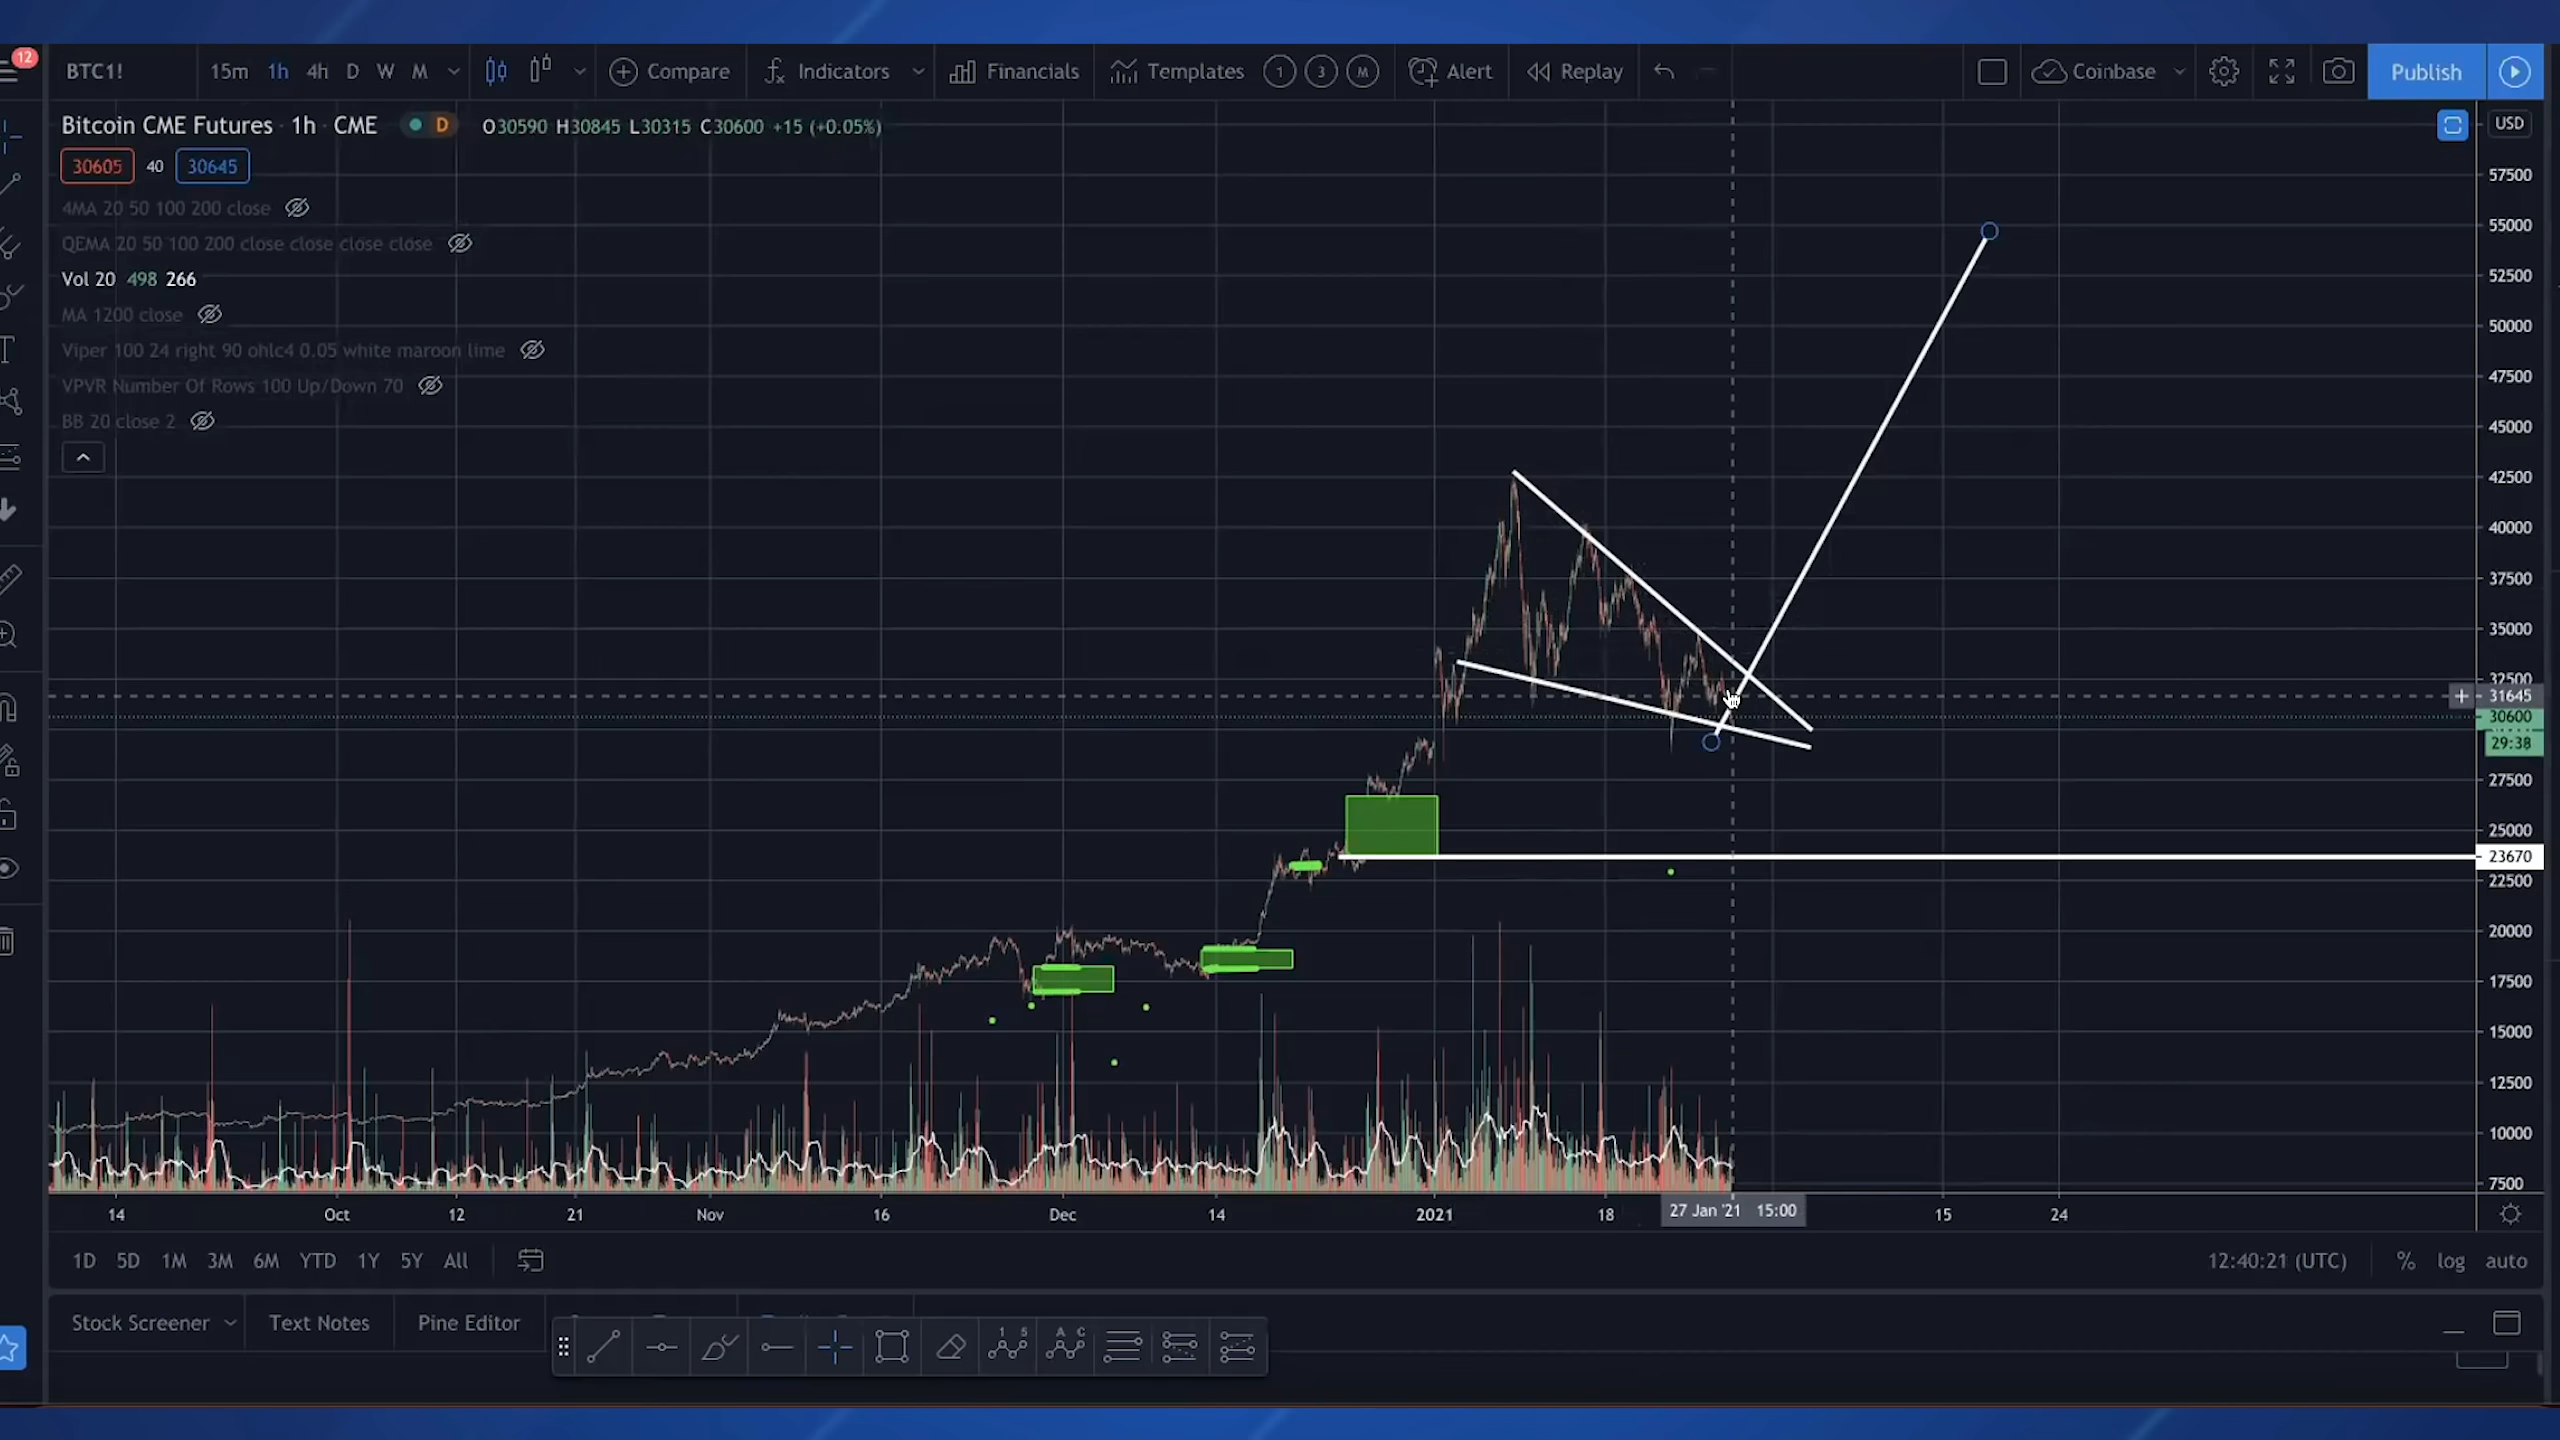 12
BTC1! 15m 1h 4h D W M Compare Indicators Financials Templates 1 3 M Alert Replay Coinbase Publish
Bitcoin CME Futures 1h CME D O30590 H30845 L30315 C30600 +15 (+0.05%)
USD
30605 40 30645
4MA 20 50 100 200 close
QEMA 20 50 100 200 close close close close
Vol 20 498 266
MA 1200 close
Viper 100 24 right 90 ohlc4 0.05 white maroon lime
VPVR Number Of Rows 100 Up/Down 70
BB 20 close 2
57500
55000
52500
50000
47500
45000
42500
40000
37500
35000
32500
31645
30600
29:38
27500
25000
23670
22500
20000
17500
15000
12500
10000
7500
14 Oct 12 21 Nov 16 Dec 14 2021 18 27 Jan '21 15:00 15 24
1D 5D 1M 3M 6M YTD 1Y 5Y All 12:40:21 (UTC) % log auto
Stock Screener Text Notes Pine Editor
1 5 A C